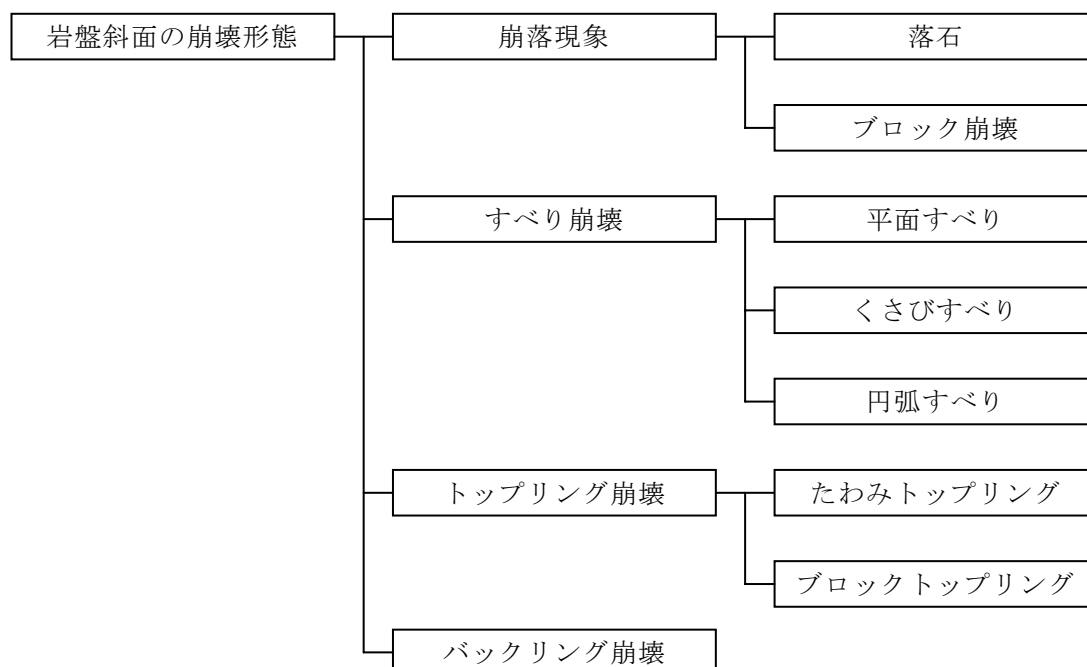 岩盤斜面の崩壊形態
崩落現象
落石
ブロック崩壊
すべり崩壊
平面すべり
くさびすべり
円弧すべり
トップリング崩壊
たわみトップリング
ブロックトップリング
バックリング崩壊